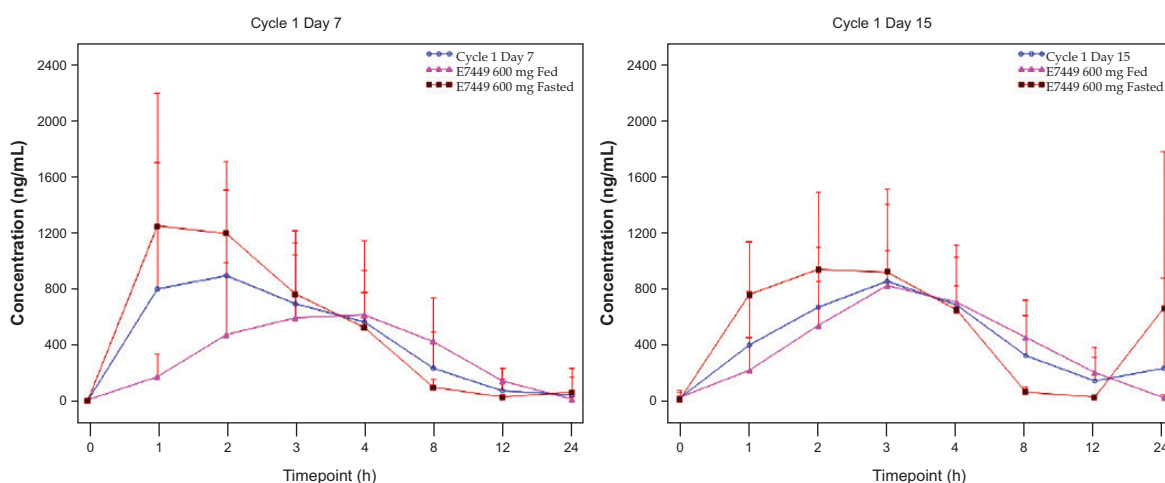 Cycle 1 Day 7
Concentration (ng/mL)
2400
2000
1600
1200
800
400
0
Cycle 1 Day 7
E7449 600 mg Fed
E7449 600 mg Fasted
0 1 2 3 4 8 12 24
Timepoint (h)
Cycle 1 Day 15
Concentration (ng/mL)
2400
2000
1600
1200
800
400
0
Cycle 1 Day 15
E7449 600 mg Fed
E7449 600 mg Fasted
0 1 2 3 4 8 12 24
Timepoint (h)